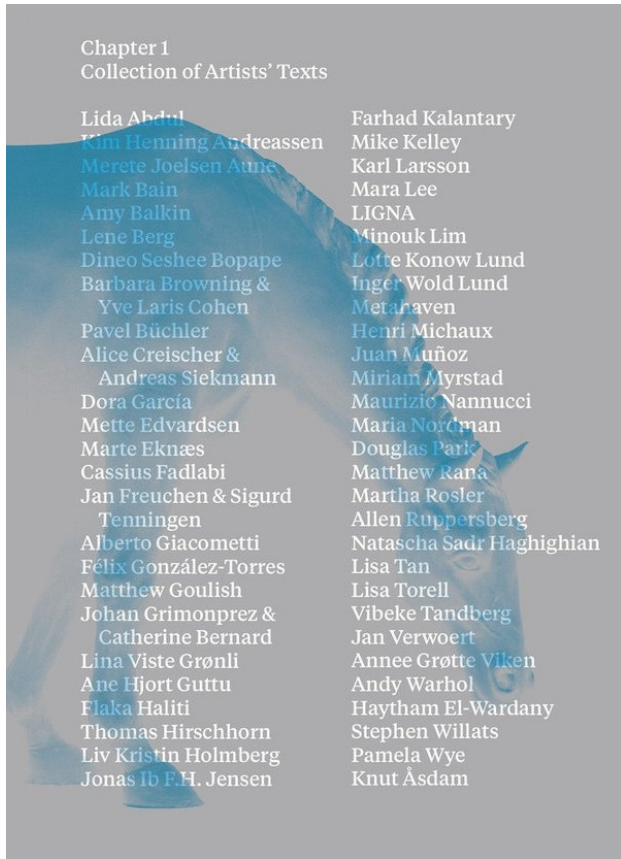 Chapter 1
Collection of Artists' Texts
Lida Abdul
Kim Henning Andreassen
Merete Joelsen Aune
Mark Bain
Amy Balkin
Lene Berg
Dineo Seshee Bopape
Barbara Browning &
Yve Laris Cohen
Pavel Büchler
Alice Creischer &
Andreas Siekmann
Dora García
Mette Edvardsen
Marte Eknæs
Cassius Fadlabi
Jan Freuchen & Sigurd
Tenningen
Alberto Giacometti
Félix González-Torres
Matthew Goulish
Johan Grimonprez &
Catherine Bernard
Lina Viste Grønli
Ane Hjort Guttu
Flaka Haliti
Thomas Hirschhorn
Liv Kristin Holmberg
Jonas Ib F.H. Jensen
Farhad Kalantary
Mike Kelley
Karl Larsson
Mara Lee
LIGNA
Minouk Lim
Lotte Konow Lund
Inger Wold Lund
Metahaven
Henri Michaux
Juan Muñoz
Miriam Myrstad
Maurizio Nannucci
Maria Nordman
Douglas Park
Matthew Rana
Martha Rosler
Allen Ruppersberg
Natascha Sadr Haghighian
Lisa Tan
Lisa Torell
Vibeke Tandberg
Jan Verwoert
Annee Grøtte Viken
Andy Warhol
Haytham El-Wardany
Stephen Willats
Pamela Wye
Knut Åsdam